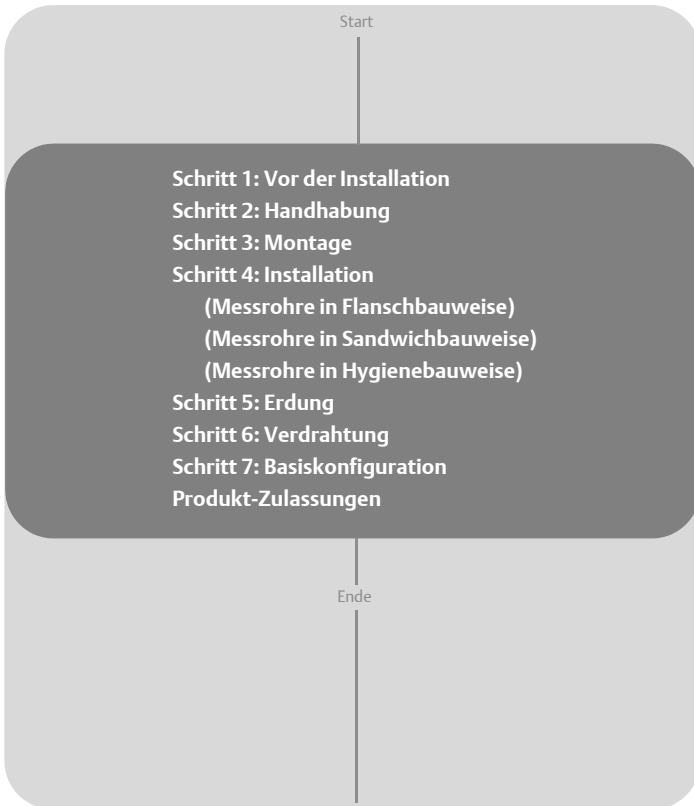 Start
Schritt 1: Vor der Installation
Schritt 2: Handhabung
Schritt 3: Montage
Schritt 4: Installation
(Messrohre in Flanschbauweise)
(Messrohre in Sandwichbauweise)
(Messrohre in Hygienebauweise)
Schritt 5: Erdung
Schritt 6: Verdrahtung
Schritt 7: Basiskonfiguration
Produkt-Zulassungen
Ende